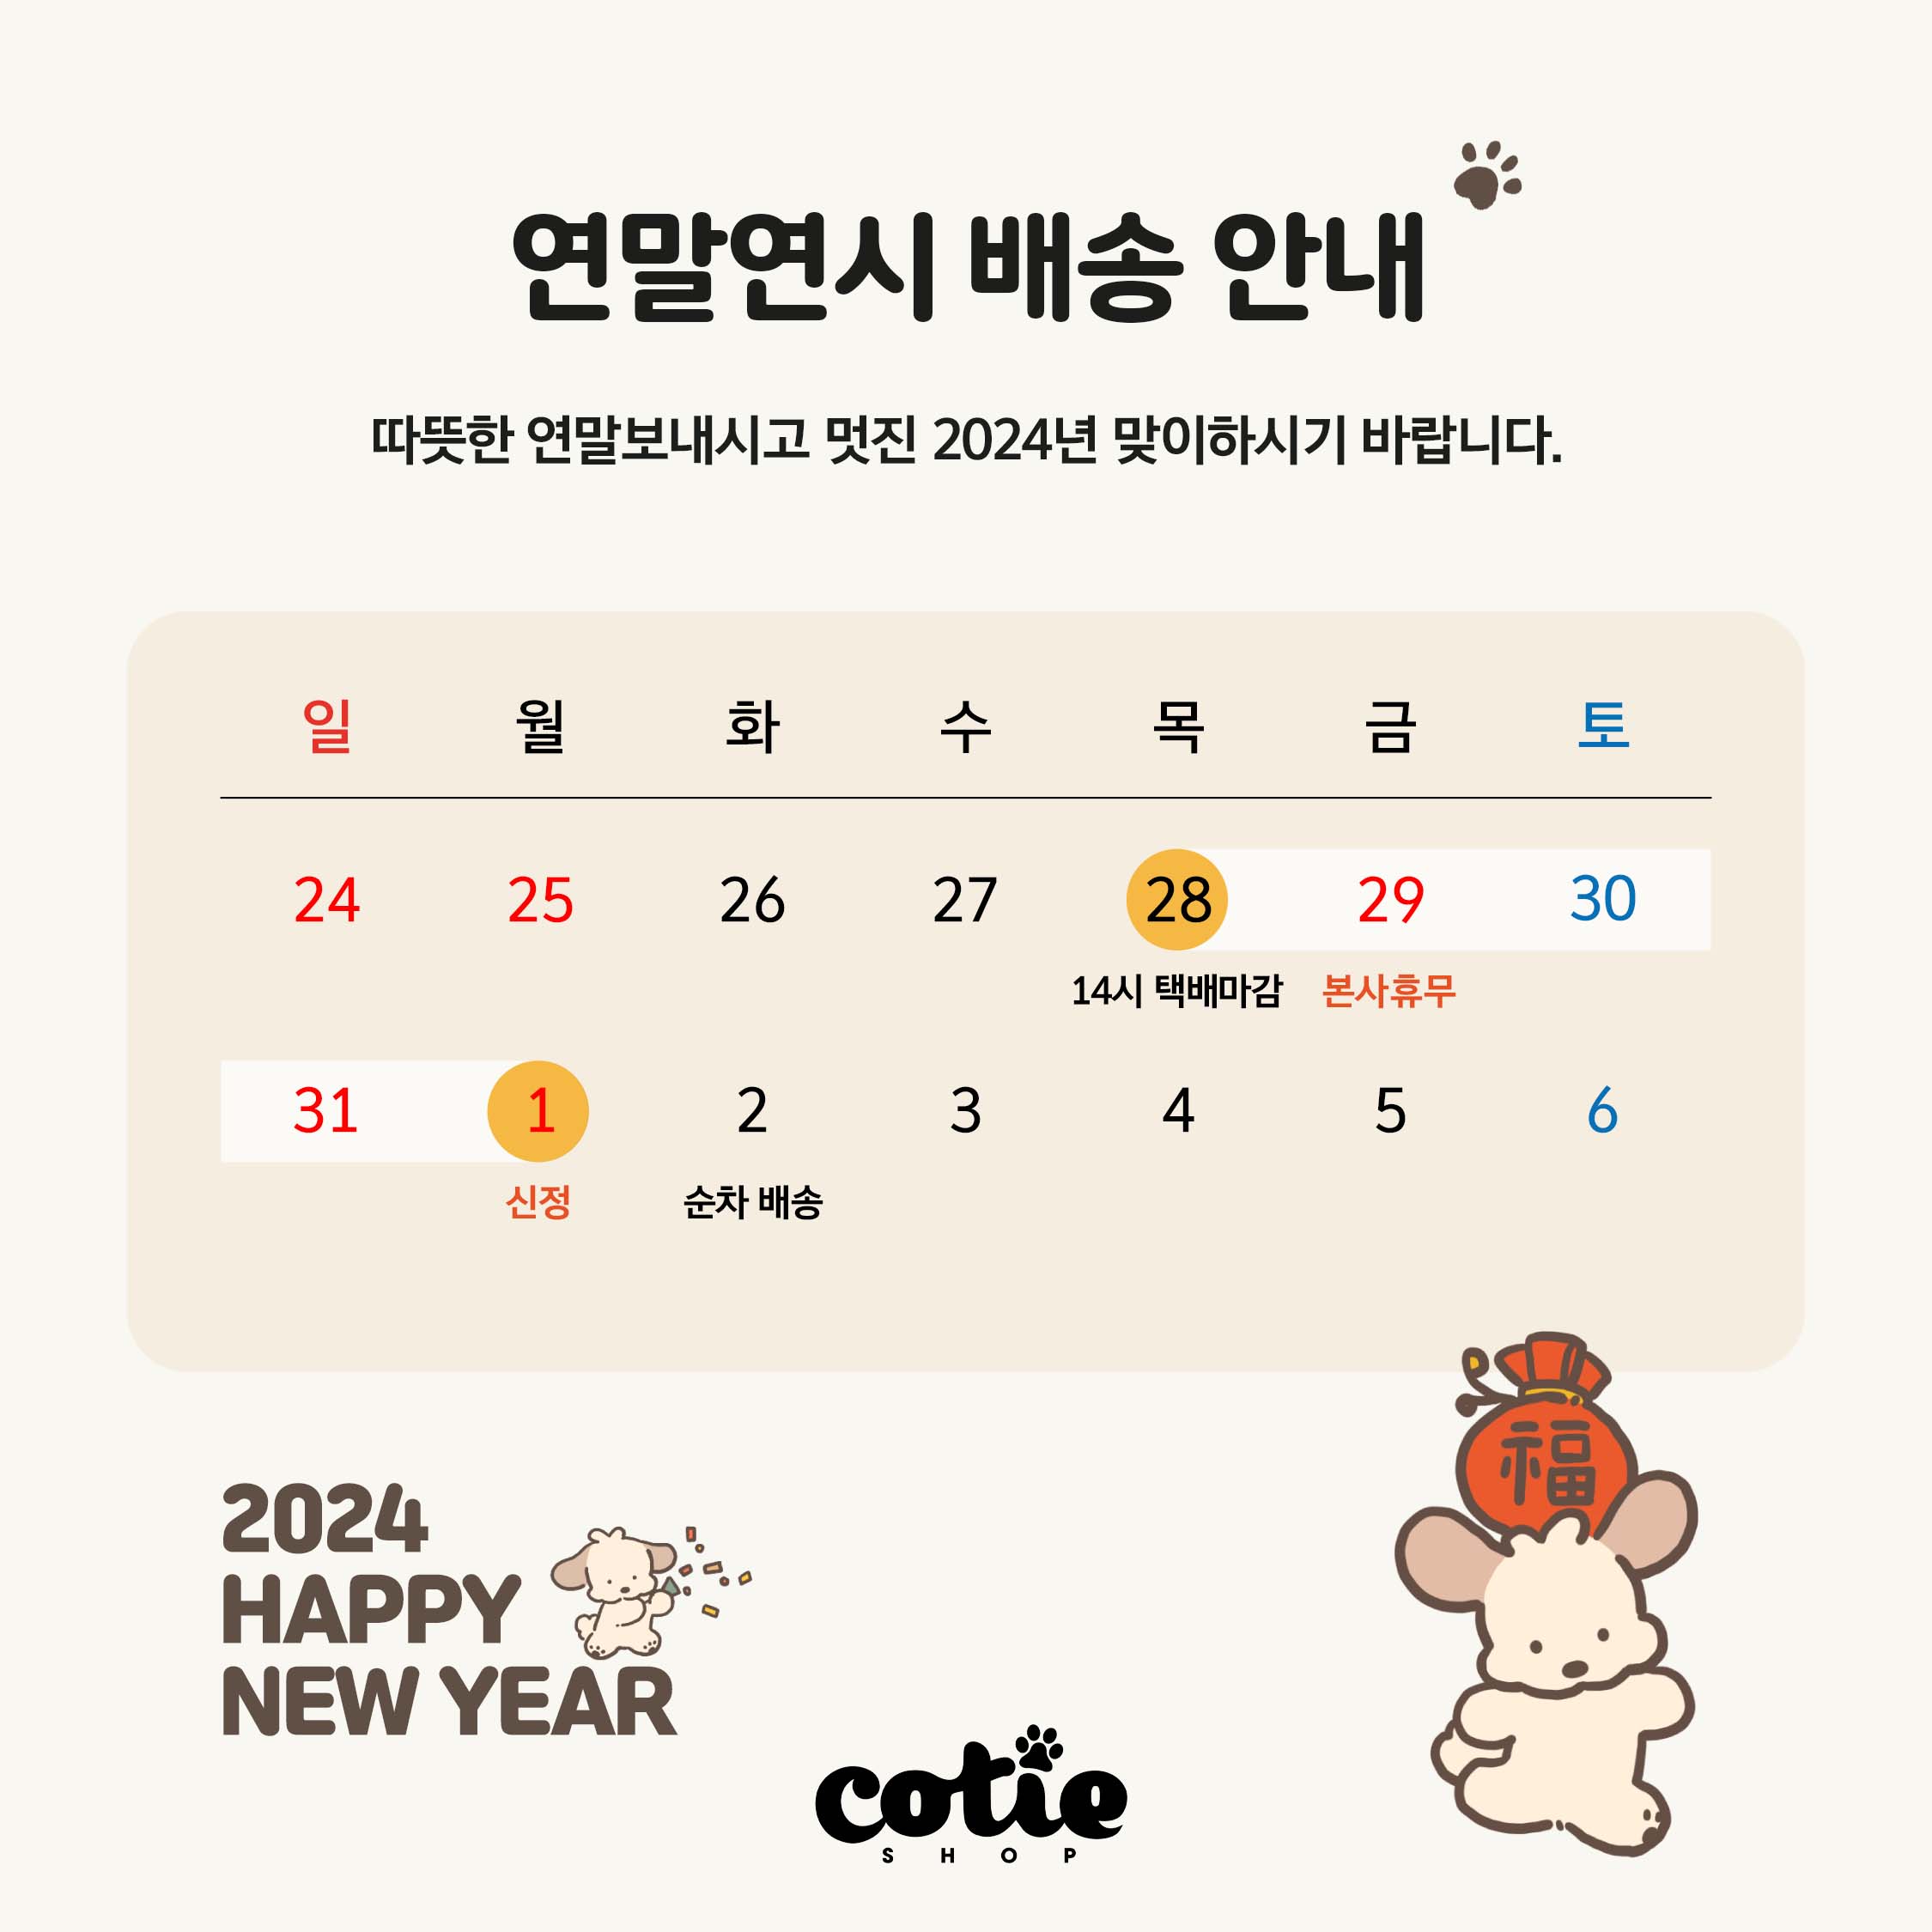 연말연시 배송 안내
따뜻한 연말보내시고 멋진 2024년 맞이하시기 바랍니다.
일 월 화 수 목 금 토
24 25 26 27 28 29 30
14시 택배마감 본사휴무
31 1 2 3 4 5 6
신정 순차 배송
福
2024
HAPPY
NEW YEAR
cotie
SHOP